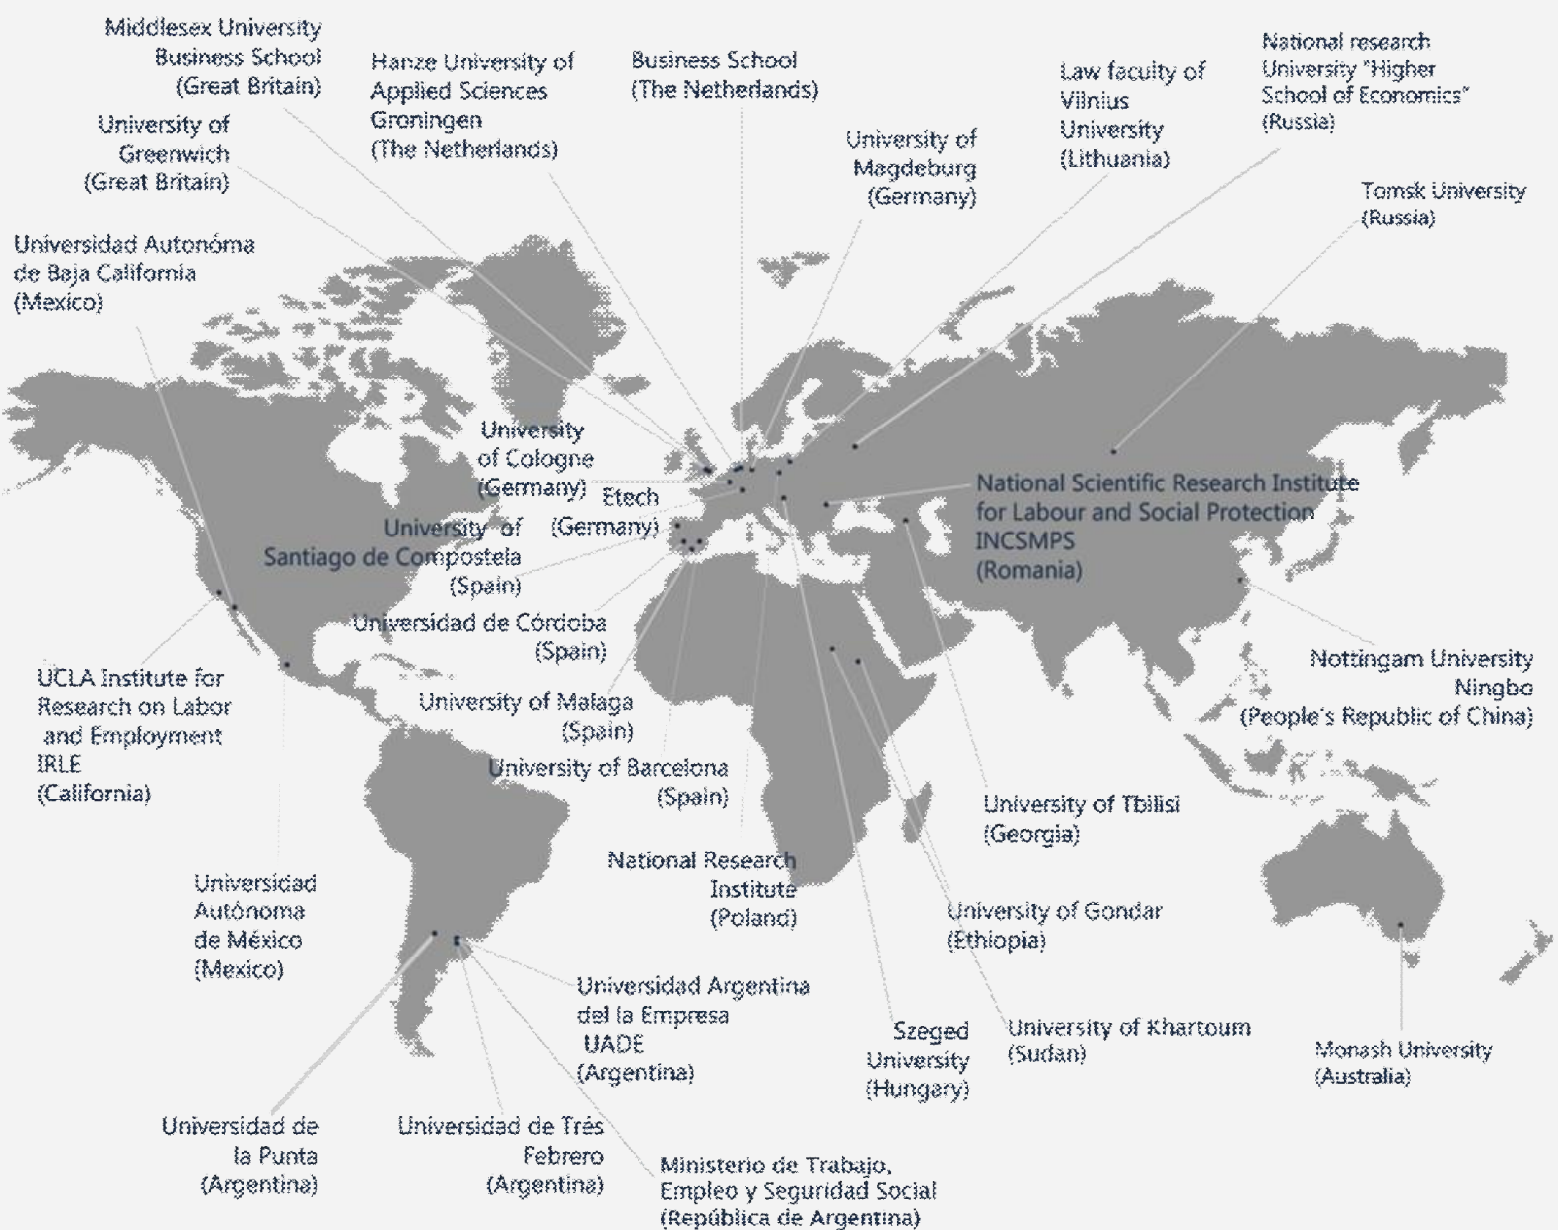 Middlesex University
Business School
(Great Britain)
Hanze University of
Applied Sciences
Groningen
(The Netherlands)
Business School
(The Netherlands)
Law faculty of
Vilnius
University
(Lithuania)
National research
University "Higher
School of Economics"
(Russia)
University of
Greenwich
(Great Britain)
University of
Magdeburg
(Germany)
Tomsk University
(Russia)
Universidad Autonóma
de Baja California
(Mexico)
University
of Cologne
(Germany)
Etech
(Germany)
National Scientific Research Institute
for Labour and Social Protection
INCSMPS
(Romania)
University of
Santiago de Compostela
(Spain)
Universidad de Córdoba
(Spain)
Nottingam University
Ningbo
(People's Republic of China)
UCLA Institute for
Research on Labor
and Employment
IRLE
(California)
University of Malaga
(Spain)
University of Barcelona
(Spain)
University of Tbilisi
(Georgia)
National Research
Institute
(Poland)
Universidad
Autónoma
de México
(Mexico)
University of Gondar
(Ethiopia)
Universidad Argentina
del la Empresa
UADE
(Argentina)
Szeged
University
(Hungary)
University of Khartoum
(Sudan)
Monash University
(Australia)
Universidad de
la Punta
(Argentina)
Universidad de Trés
Febrero
(Argentina)
Ministerio de Trabajo,
Empleo y Seguridad Social
(República de Argentina)